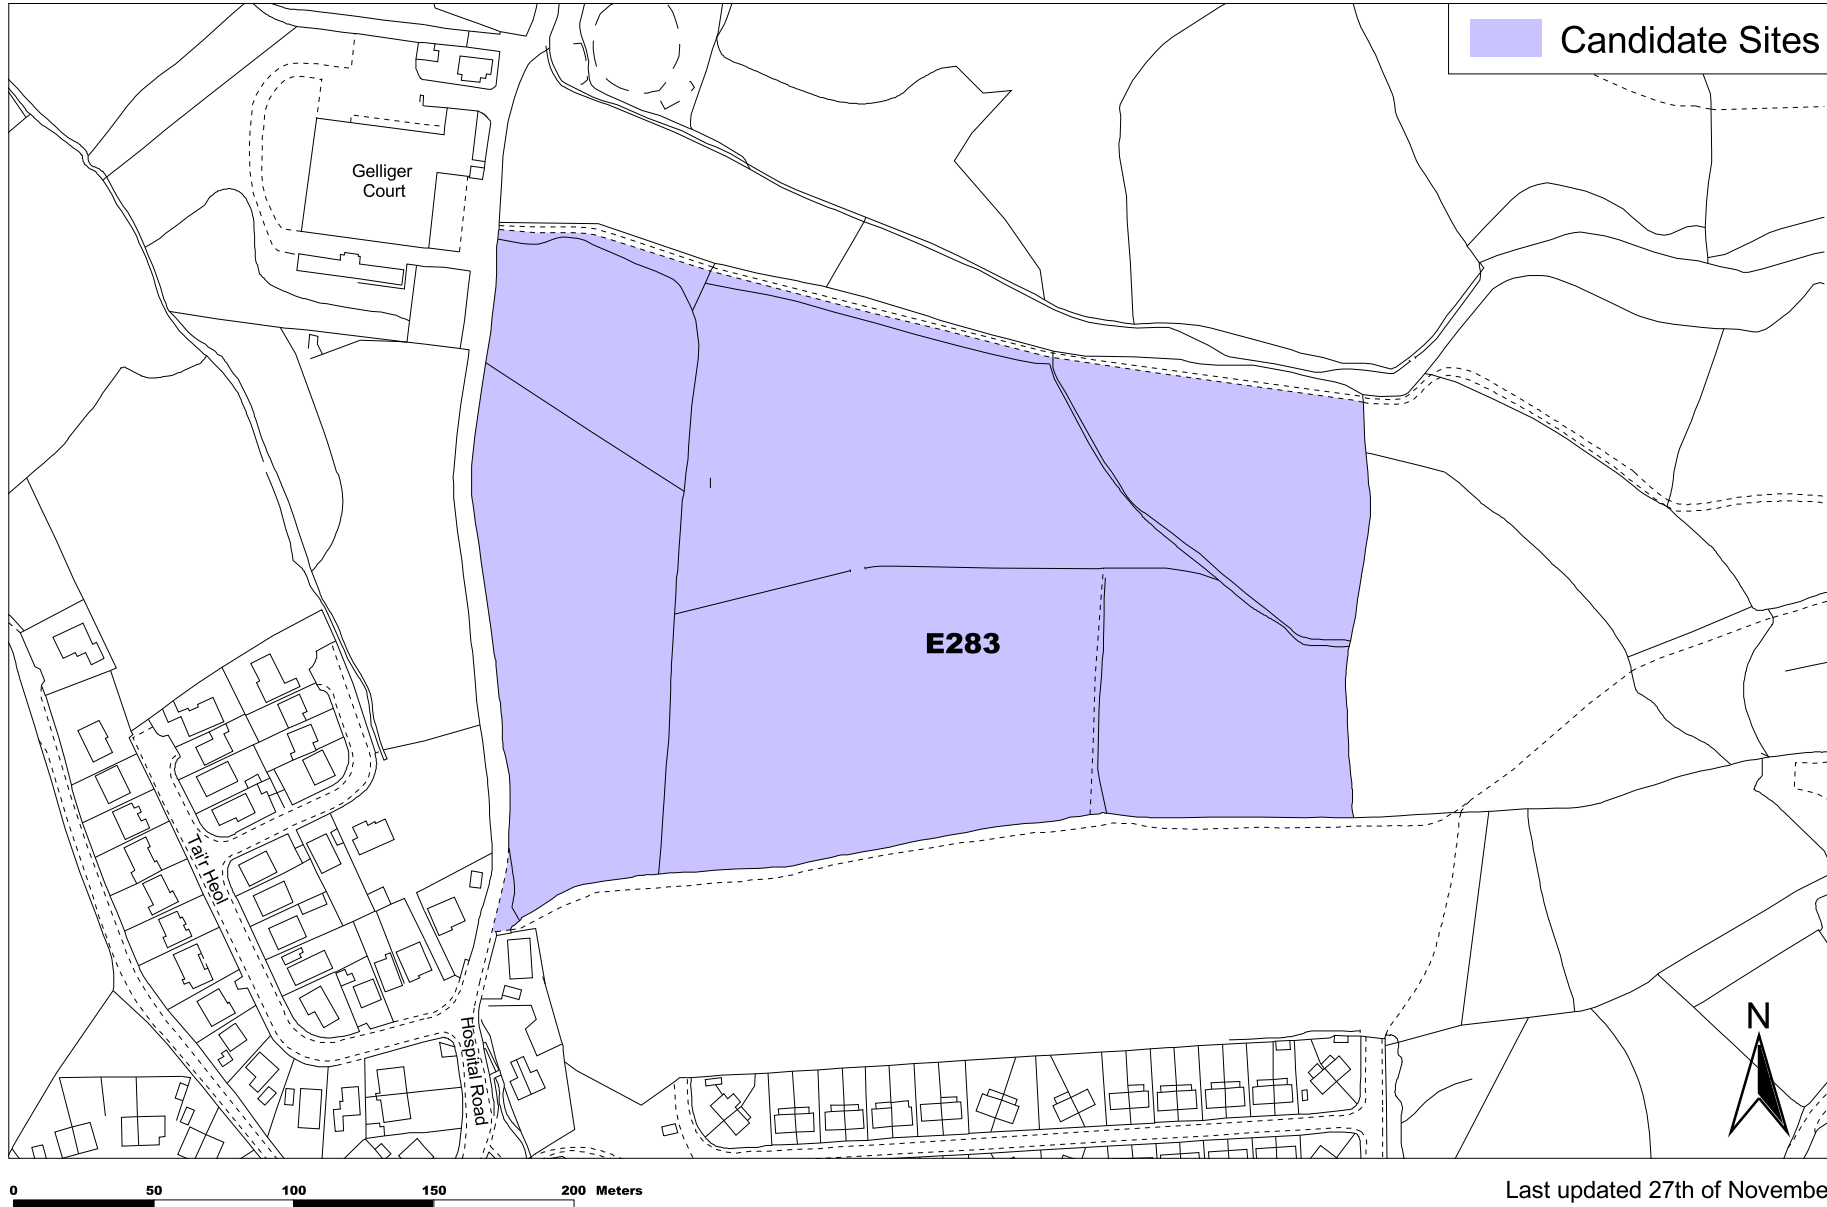 Candidate Sites
Gelliger
Court
E283
Tai'r Heol
Hospital Road
N
0 50 100 150 200 Meters
Last updated 27th of Novembe